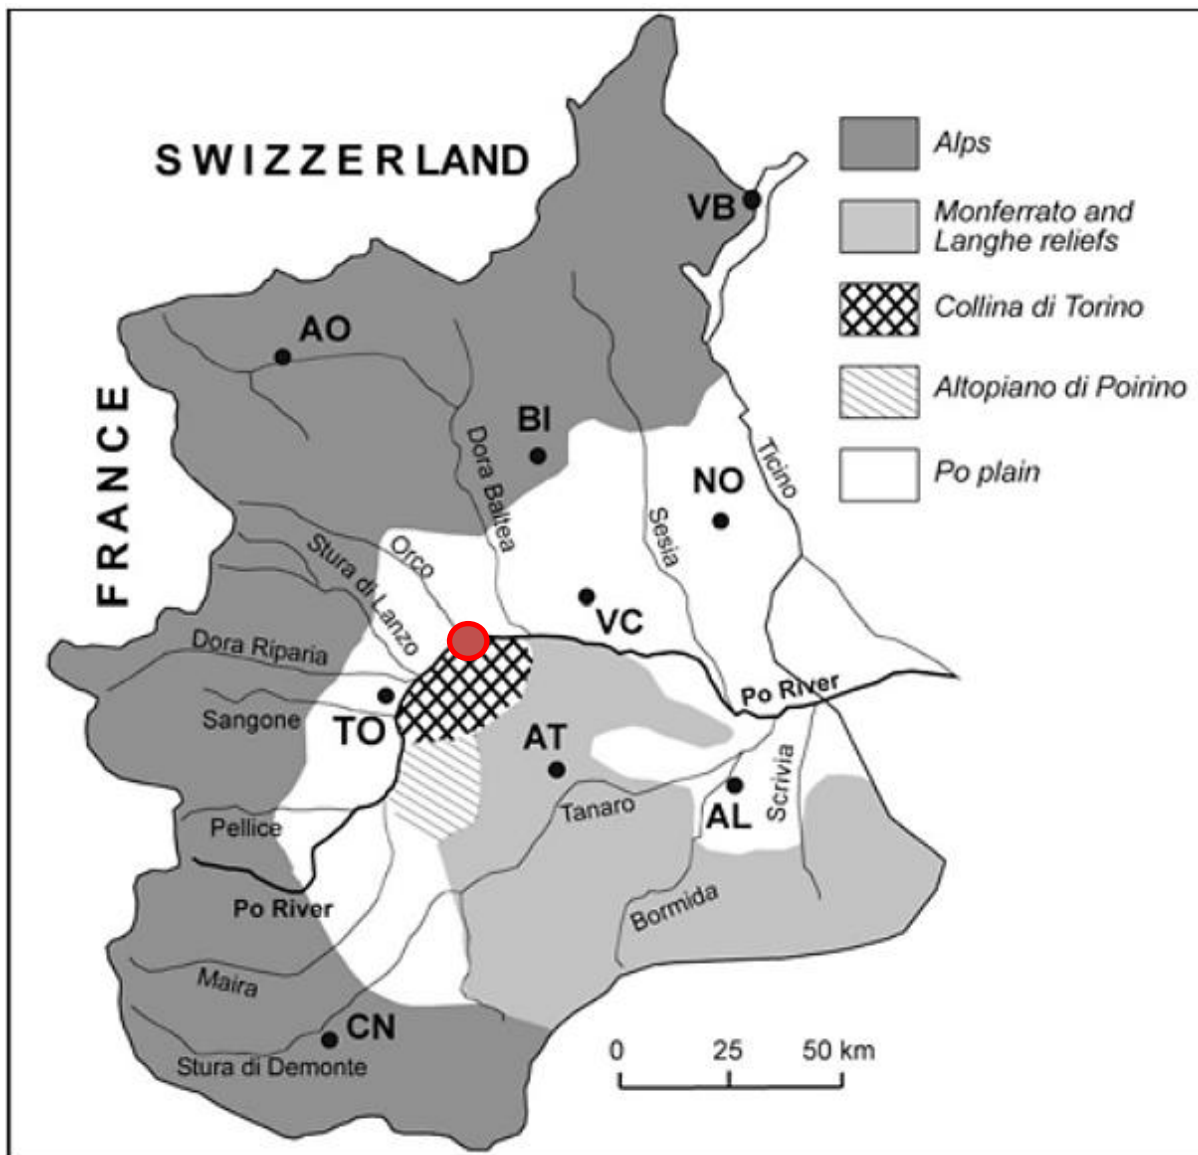 SWIZZERLAND
FRANCE
VB
AO
BI
NO
VC
TO
AT
AL
CN
Dora Baltea
Sesia
Ticino
Orco
Stura di Lanzo
Dora Riparia
Sangone
Po River
Pellice
Tanaro
Scrivia
Po River
Bormida
Maira
Stura di Demonte
Alps
Monferrato and
Langhe reliefs
Collina di Torino
Altopiano di Poirino
Po plain
0 25 50 km